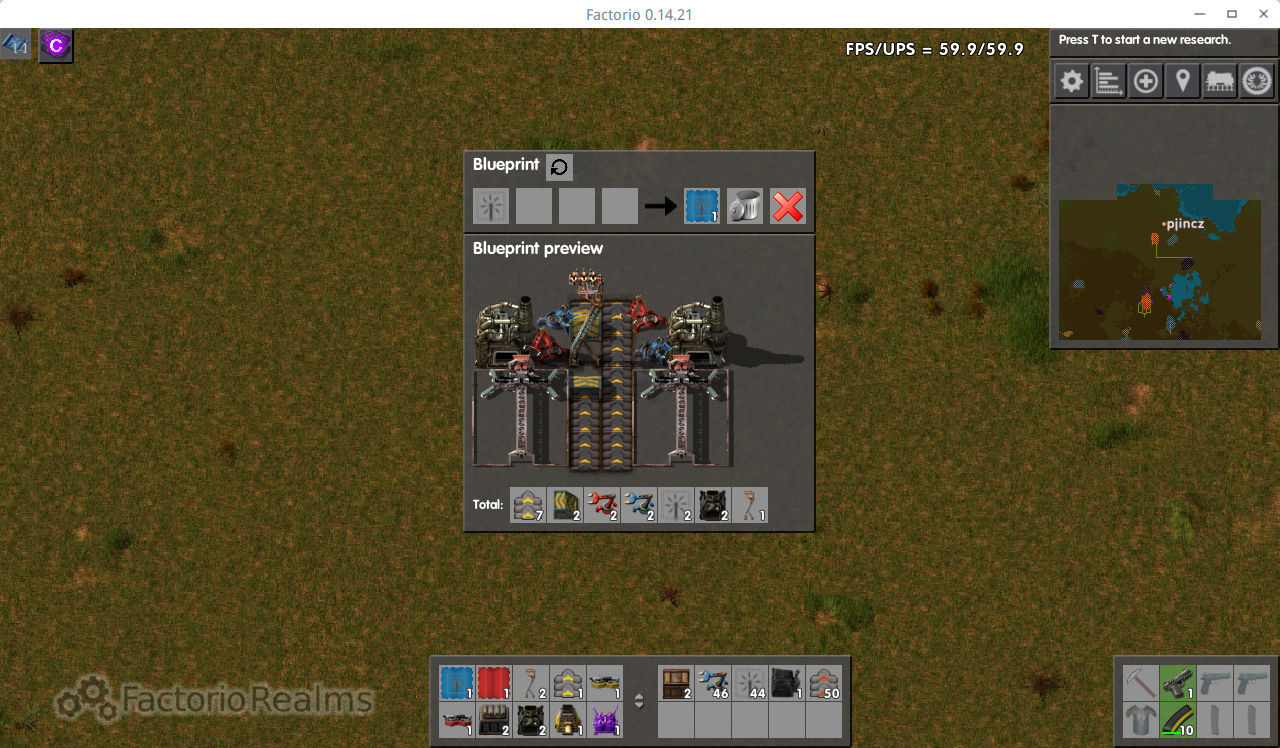 Factorio 0.14.21
14
C
FPS/UPS = 59.9/59.9
Press T to start a new research.
Blueprint
1
pjincz
Blueprint preview
Total:
7 2 2 2 2 2 1
1 1 2 1 1 2 46 44 1 50 1
1 2 2 1 1 10
FactorioRealms